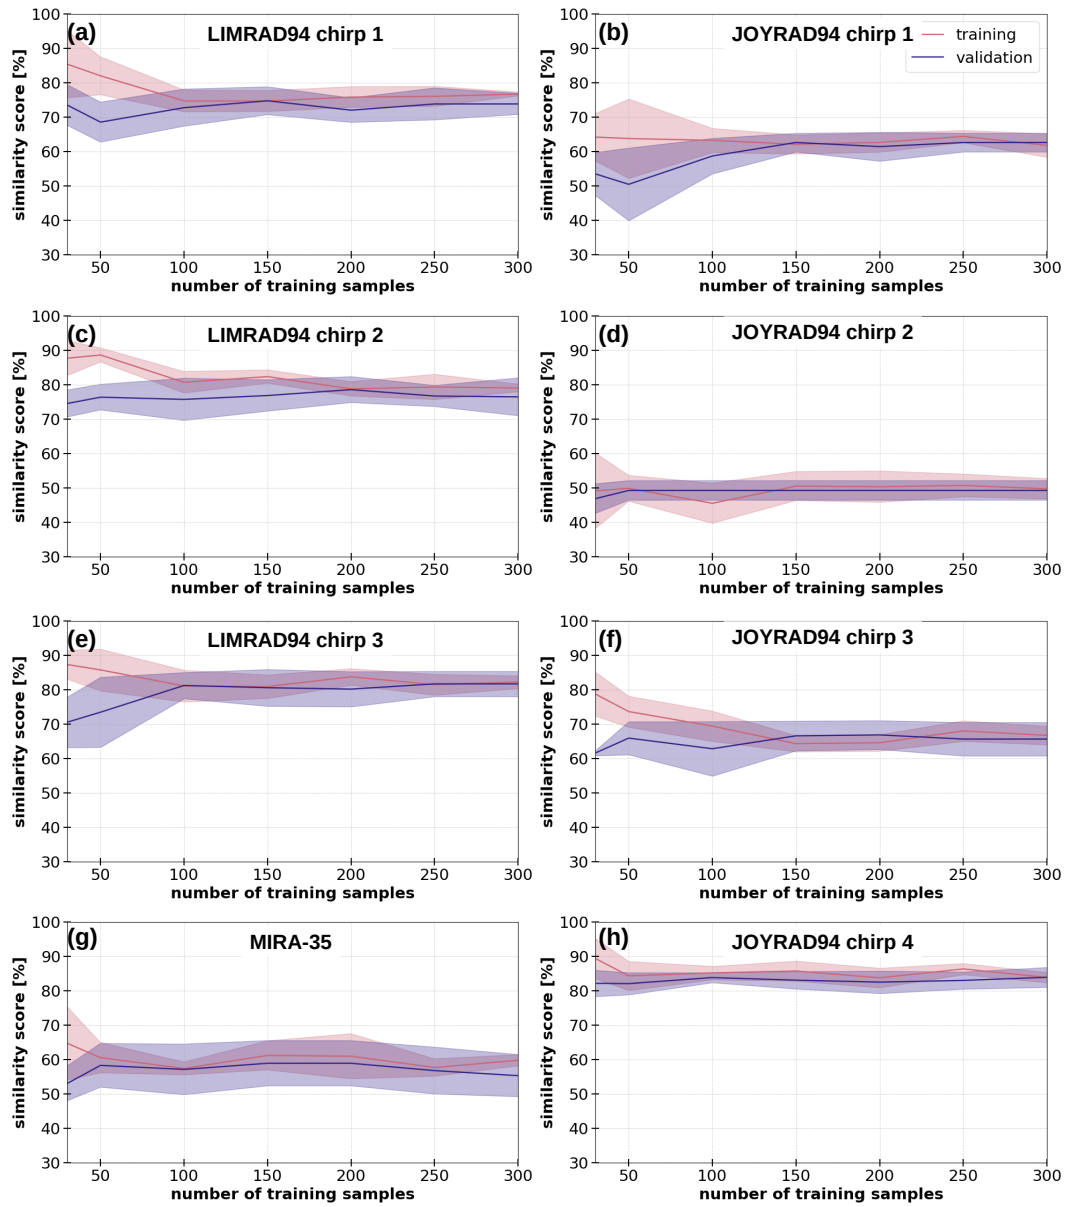 (a) LIMRAD94 chirp 1
100
90
80
70
60
50
40
30
similarity score [%]
50 100 150 200 250 300
number of training samples
(b) JOYRAD94 chirp 1
training
validation
100
90
80
70
60
50
40
30
similarity score [%]
50 100 150 200 250 300
number of training samples
(c) LIMRAD94 chirp 2
100
90
80
70
60
50
40
30
similarity score [%]
50 100 150 200 250 300
number of training samples
(d) JOYRAD94 chirp 2
100
90
80
70
60
50
40
30
similarity score [%]
50 100 150 200 250 300
number of training samples
(e) LIMRAD94 chirp 3
100
90
80
70
60
50
40
30
similarity score [%]
50 100 150 200 250 300
number of training samples
(f) JOYRAD94 chirp 3
100
90
80
70
60
50
40
30
similarity score [%]
50 100 150 200 250 300
number of training samples
(g) MIRA-35
100
90
80
70
60
50
40
30
similarity score [%]
50 100 150 200 250 300
number of training samples
(h) JOYRAD94 chirp 4
100
90
80
70
60
50
40
30
similarity score [%]
50 100 150 200 250 300
number of training samples